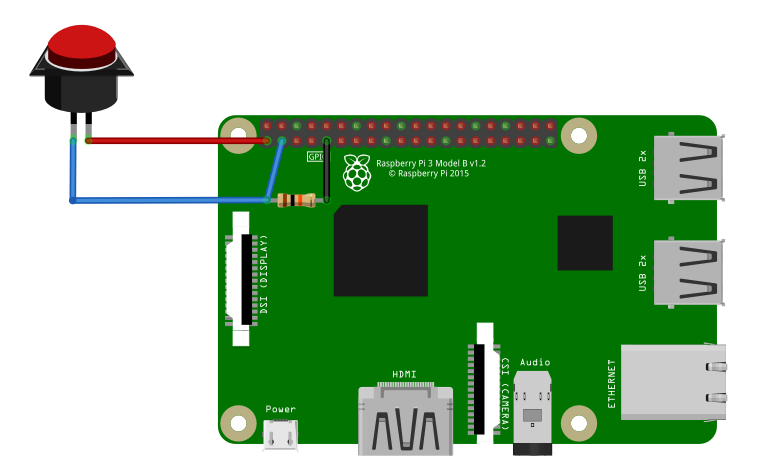 GPIO
Raspberry Pi 3 Model B v1.2
© Raspberry Pi 2015
USB 2x
DSI (DISPLAY)
USB 2x
HDMI
CSI (CAMERA)
Audio
ETHERNET
Power